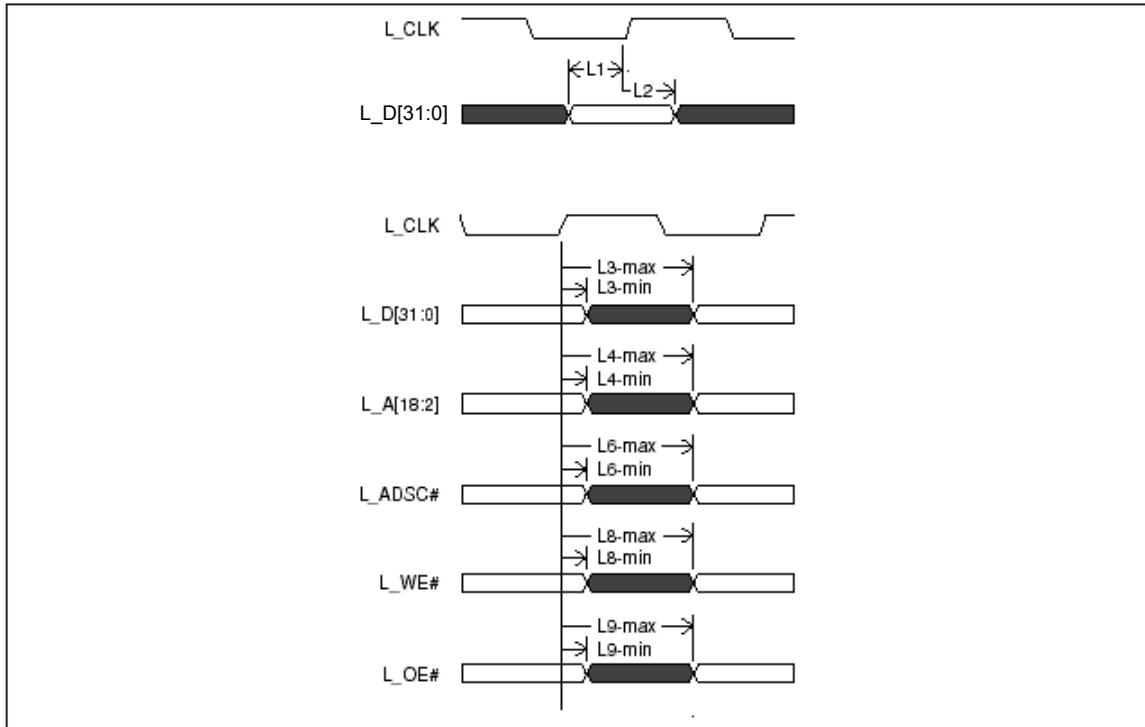 L_CLK
L1
L2
L_D[31:0]
L_CLK
L3-max
L3-min
L_D[31:0]
L4-max
L4-min
L_A[18:2]
L6-max
L6-min
L_ADSC#
L8-max
L8-min
L_WE#
L9-max
L9-min
L_OE#